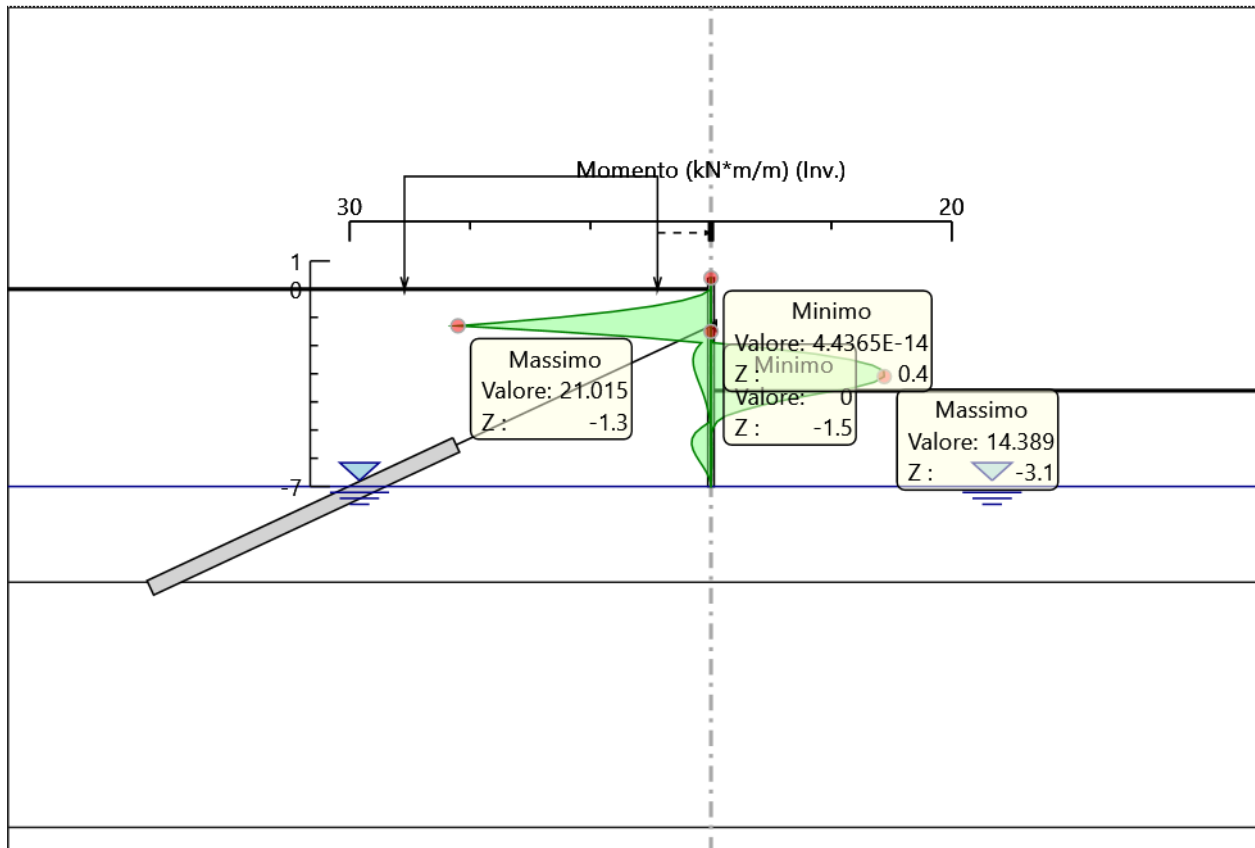 Momento (kN*m/m) (Inv.)
30
20
1
0
-7
Massimo
Valore: 21.015
Z : -1.3
Minimo
Valore: 4.4365E-14
Z : 0.4
Minimo
Valore: 0
Z : -1.5
Massimo
Valore: 14.389
Z : -3.1